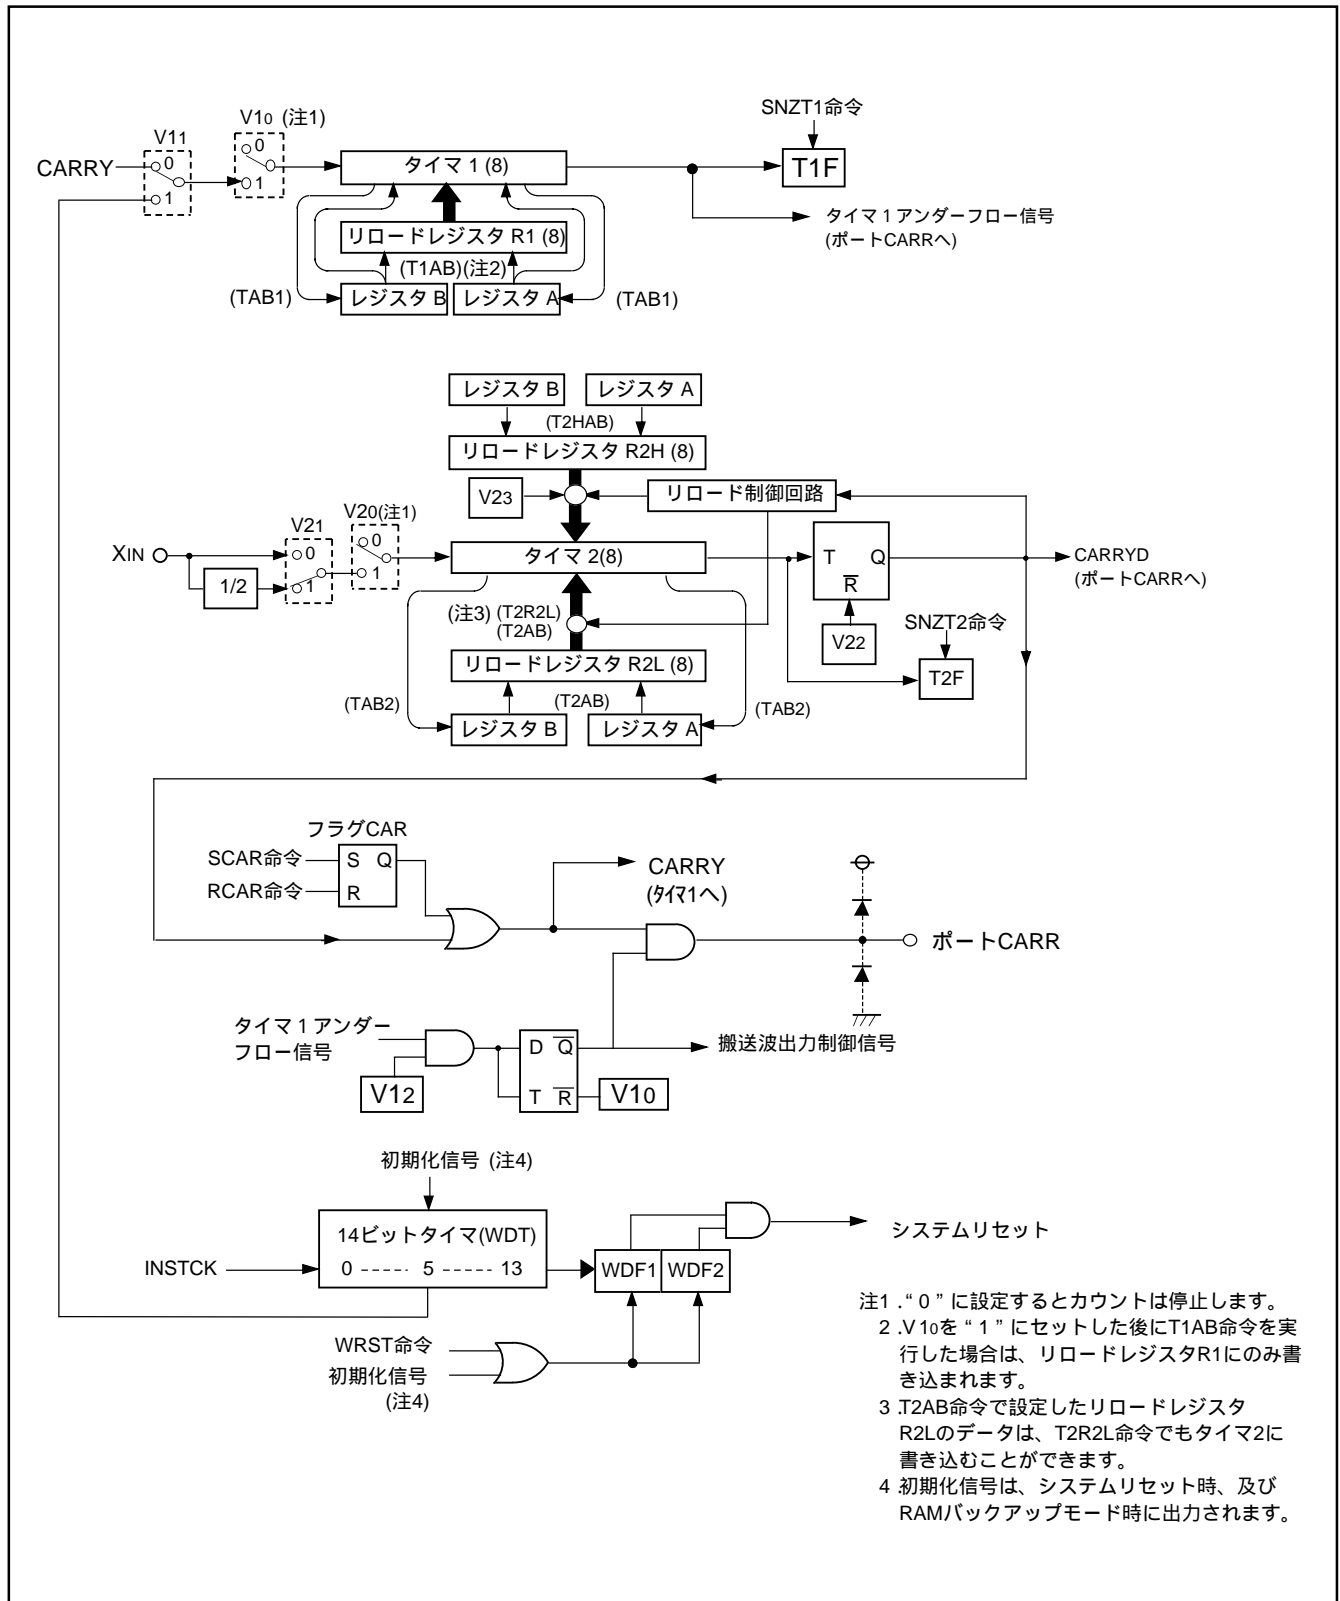 SNZT1命令
V10 (注1)
V11
CARRY
0
1
0
1
タイマ 1 (8)
T1F
タイマ 1 アンダーフロー信号
(ポートCARRへ)
リロードレジスタ R1 (8)
(T1AB)(注2)
(TAB1)
レジスタ B
レジスタ A
(TAB1)
レジスタ B
レジスタ A
(T2HAB)
リロードレジスタ R2H (8)
V23
リロード制御回路
V20(注1)
V21
XIN
0
1
0
1
1/2
タイマ 2(8)
T Q
R
CARRYD
(ポートCARRへ)
V22
SNZT2命令
T2F
(注3) (T2R2L)
(T2AB)
リロードレジスタ R2L (8)
(TAB2)
(T2AB)
(TAB2)
レジスタ B
レジスタ A
フラグCAR
SCAR命令
S Q
RCAR命令
R
CARRY
(ﾀｲﾏ1へ)
ポートCARR
タイマ 1 アンダー
フロー信号
V12
D Q
T R
V10
搬送波出力制御信号
初期化信号 (注4)
14ビットタイマ(WDT)
INSTCK
0 ----- 5 ----- 13
WDF1
WDF2
システムリセット
WRST命令
初期化信号
(注4)
注1 .“ 0 ” に設定するとカウントは停止します。
2 .V10を “ 1 ” にセットした後にT1AB命令を実
行した場合は、リロードレジスタR1にのみ書
き込まれます。
3 .T2AB命令で設定したリロードレジスタ
R2Lのデータは、T2R2L命令でもタイマ2に
書き込むことができます。
4 .初期化信号は、システムリセット時、及び
RAMバックアップモード時に出力されます。